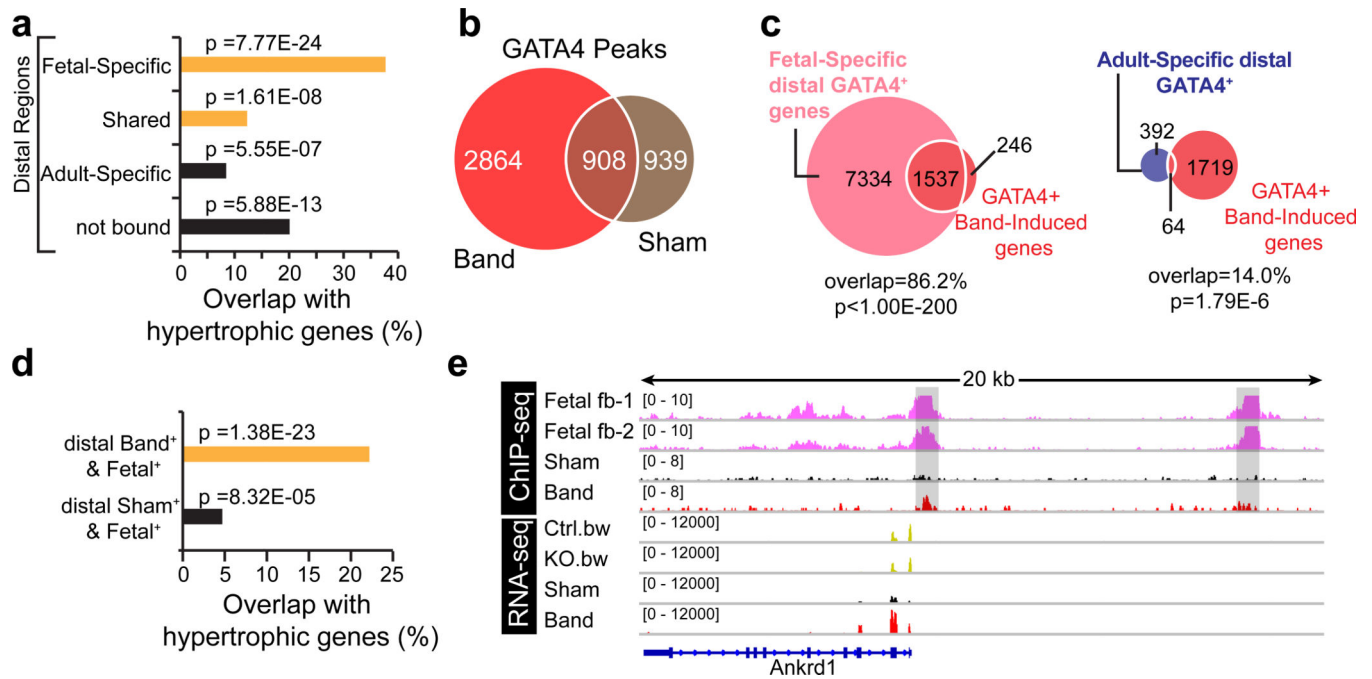 a
Distal Regions
p =7.77E-24
Fetal-Specific
p =1.61E-08
Shared
p =5.55E-07
Adult-Specific
p =5.88E-13
not bound
0 10 20 30 40
Overlap with
hypertrophic genes (%)
b
GATA4 Peaks
2864 908 939
Band
Sham
c
Fetal-Specific
distal GATA4⁺
genes
7334 1537
246
GATA4+
Band-Induced
genes
overlap=86.2%
p<1.00E-200
Adult-Specific distal
GATA4⁺
392
1719
64
GATA4+
Band-Induced
genes
overlap=14.0%
p=1.79E-6
d
p =1.38E-23
distal Band⁺
& Fetal⁺
p =8.32E-05
distal Sham⁺
& Fetal⁺
0 5 10 15 20 25
Overlap with
hypertrophic genes (%)
e
20 kb
ChIP-seq
Fetal fb-1 [0 - 10]
Fetal fb-2 [0 - 10]
Sham [0 - 8]
Band [0 - 8]
RNA-seq
Ctrl.bw [0 - 12000]
KO.bw [0 - 12000]
Sham [0 - 12000]
Band [0 - 12000]
Ankrd1